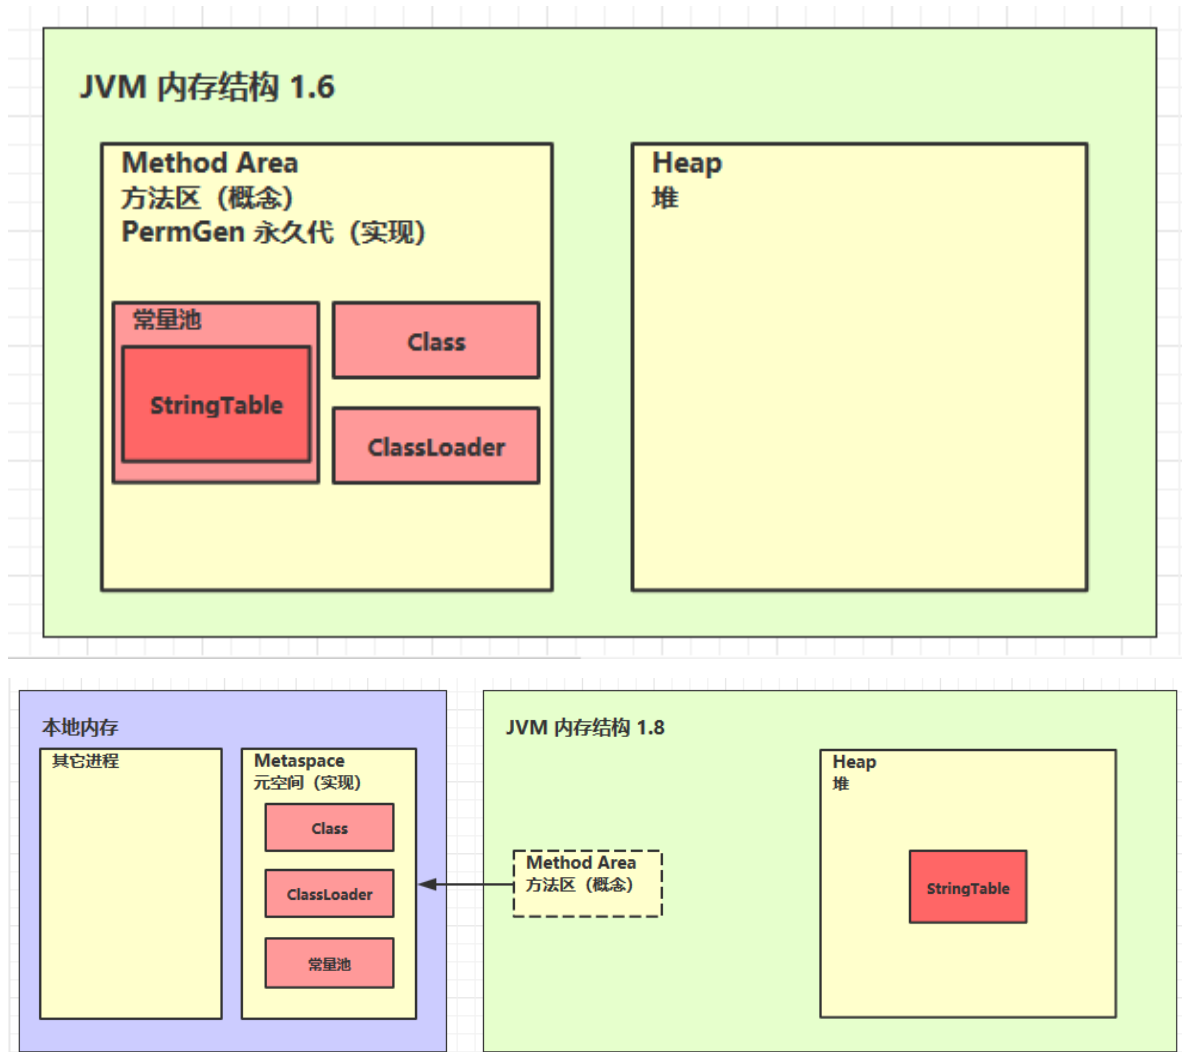 JVM 内存结构 1.6
Method Area
方法区（概念）
PermGen 永久代（实现）
常量池
StringTable
Class
ClassLoader
Heap
堆
本地内存
其它进程
Metaspace
元空间（实现）
Class
ClassLoader
常量池
JVM 内存结构 1.8
Method Area
方法区（概念）
Heap
堆
StringTable